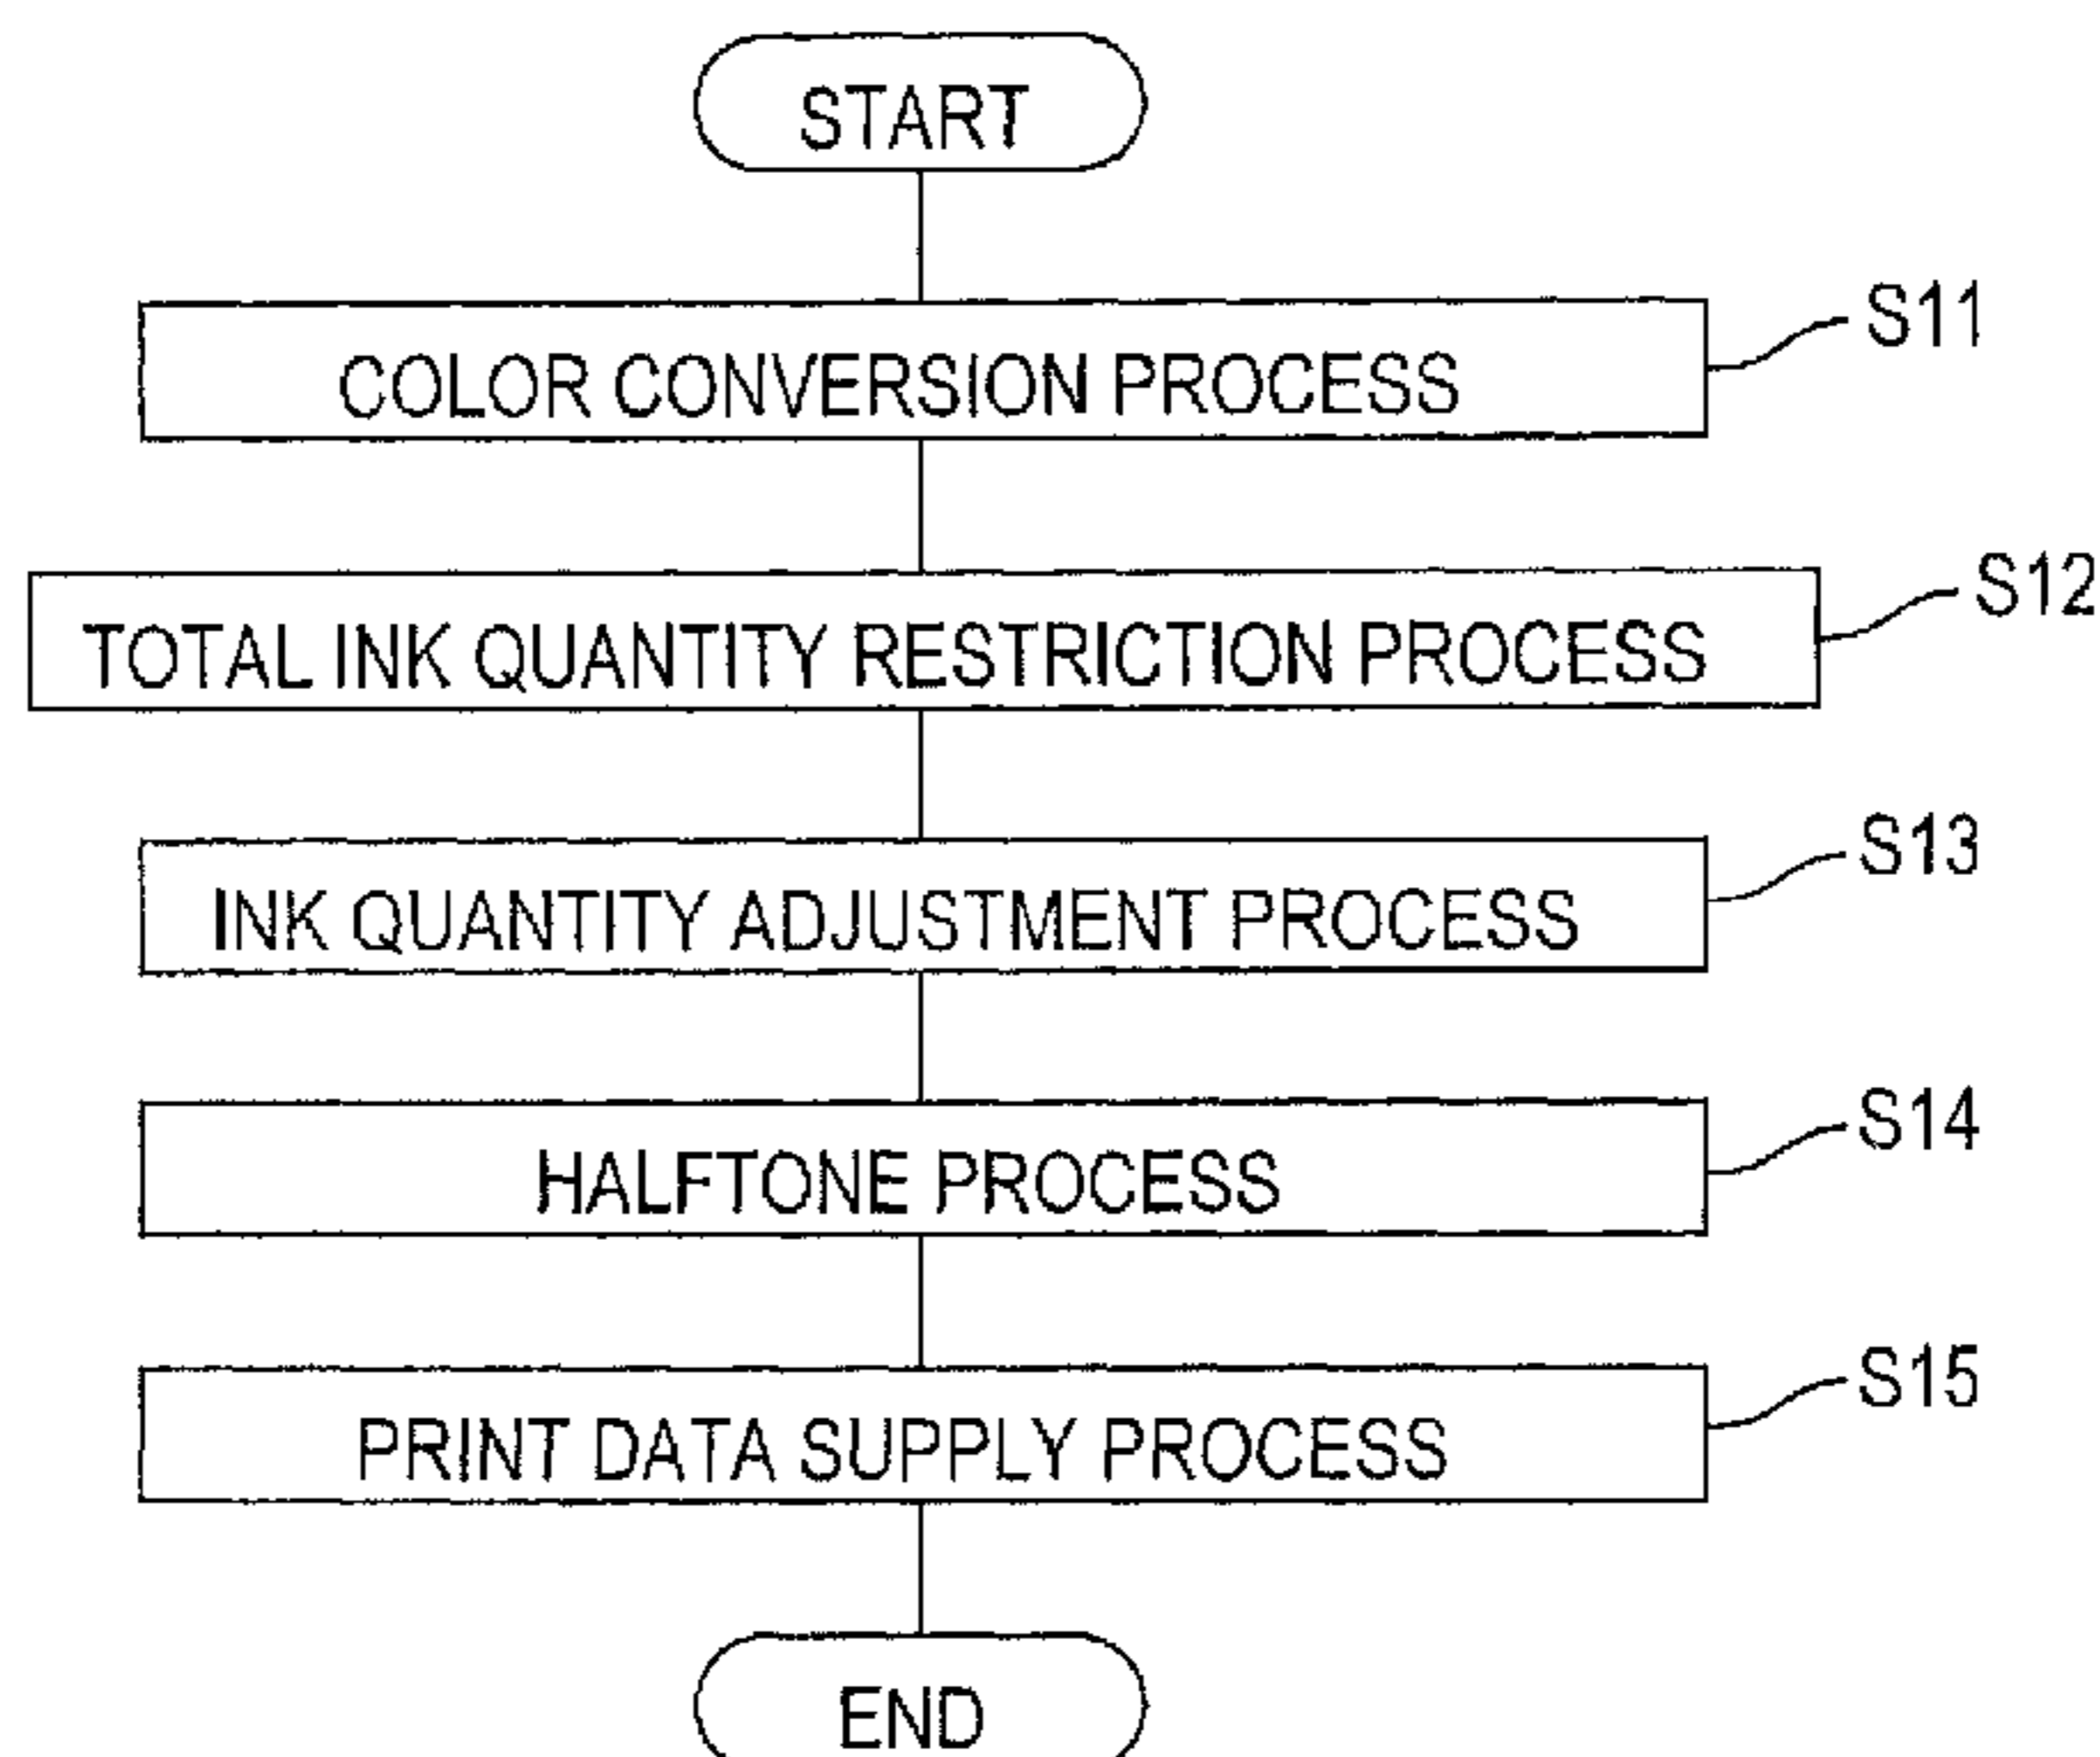 START
COLOR CONVERSION PROCESS
S11
TOTAL INK QUANTITY RESTRICTION PROCESS
S12
INK QUANTITY ADJUSTMENT PROCESS
S13
HALFTONE PROCESS
S14
PRINT DATA SUPPLY PROCESS
S15
END